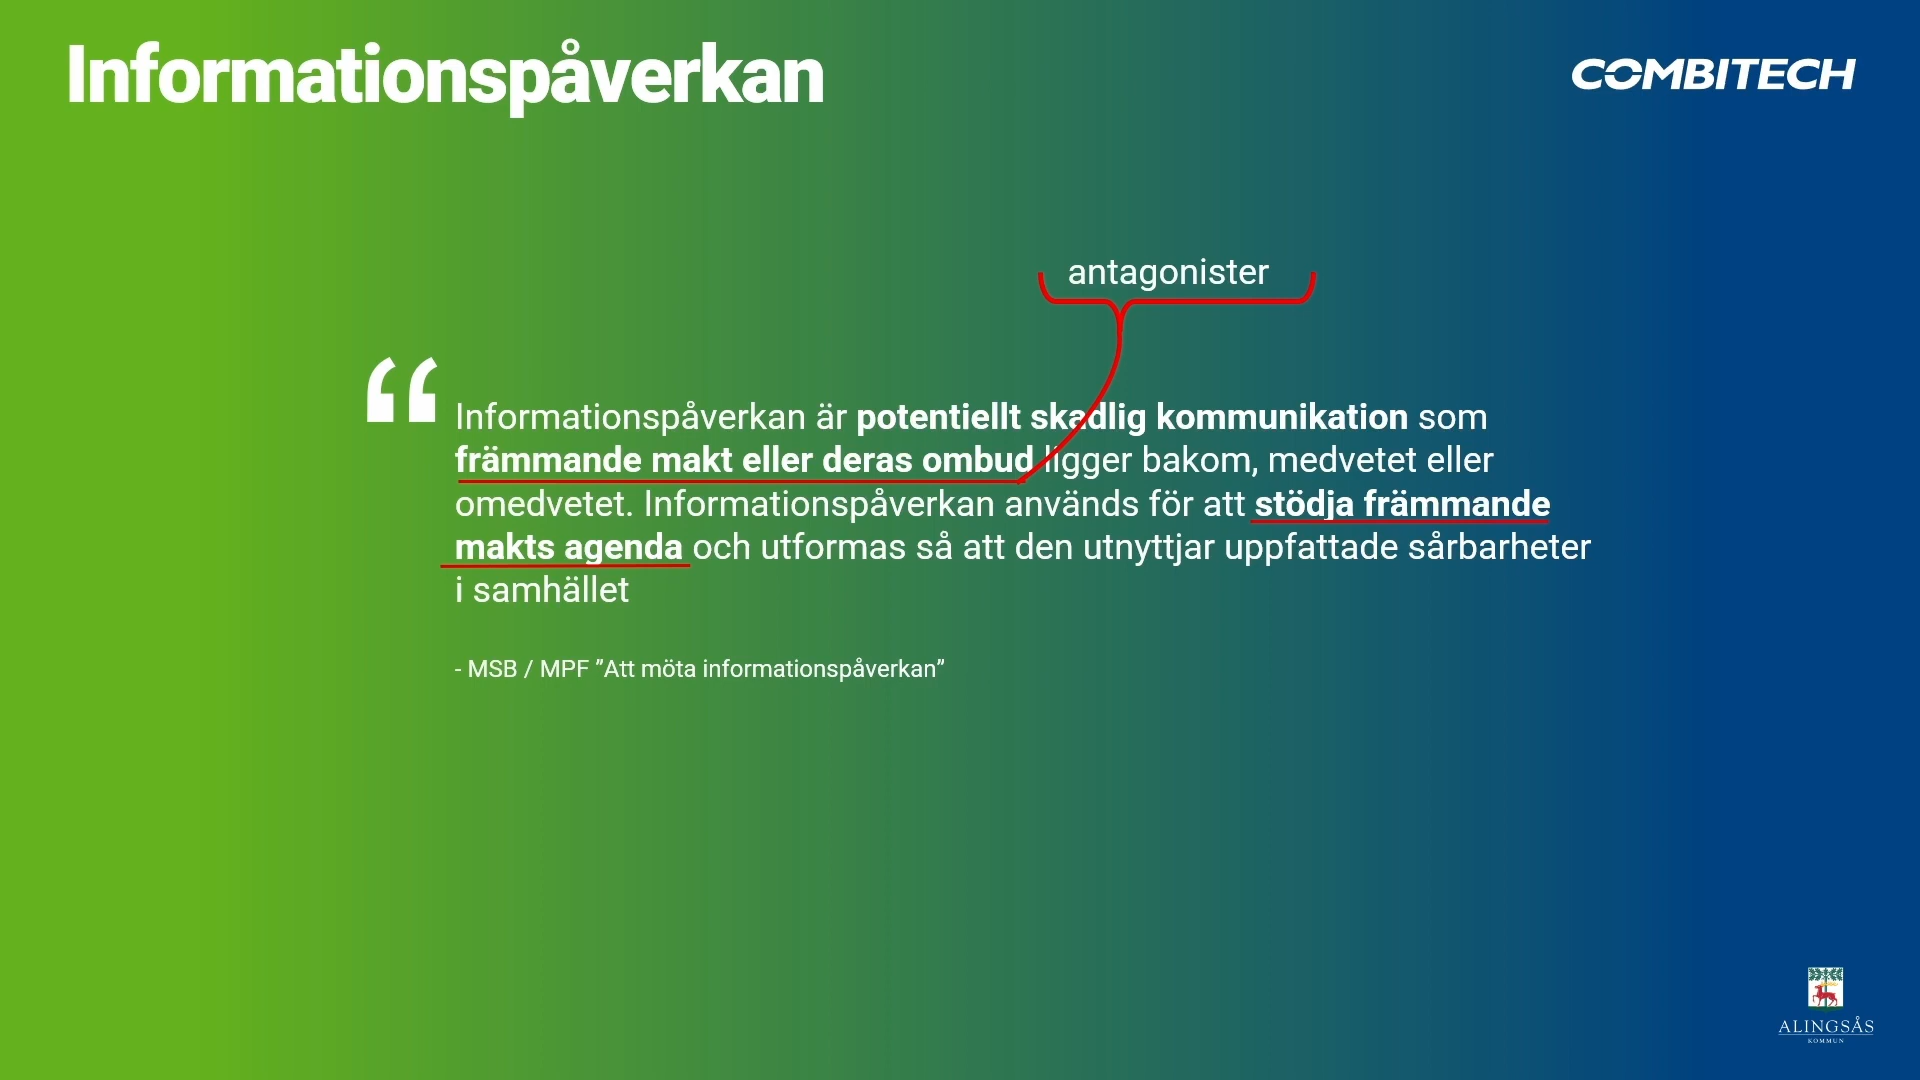 Informationspåverkan
COMBITECH
antagonister
“
Informationspåverkan är potentiellt skadlig kommunikation som
främmande makt eller deras ombud ligger bakom, medvetet eller
omedvetet. Informationspåverkan används för att stödja främmande
makts agenda och utformas så att den utnyttjar uppfattade sårbarheter
i samhället
- MSB / MPF ”Att möta informationspåverkan”
ALINGSÅS
KOMMUN